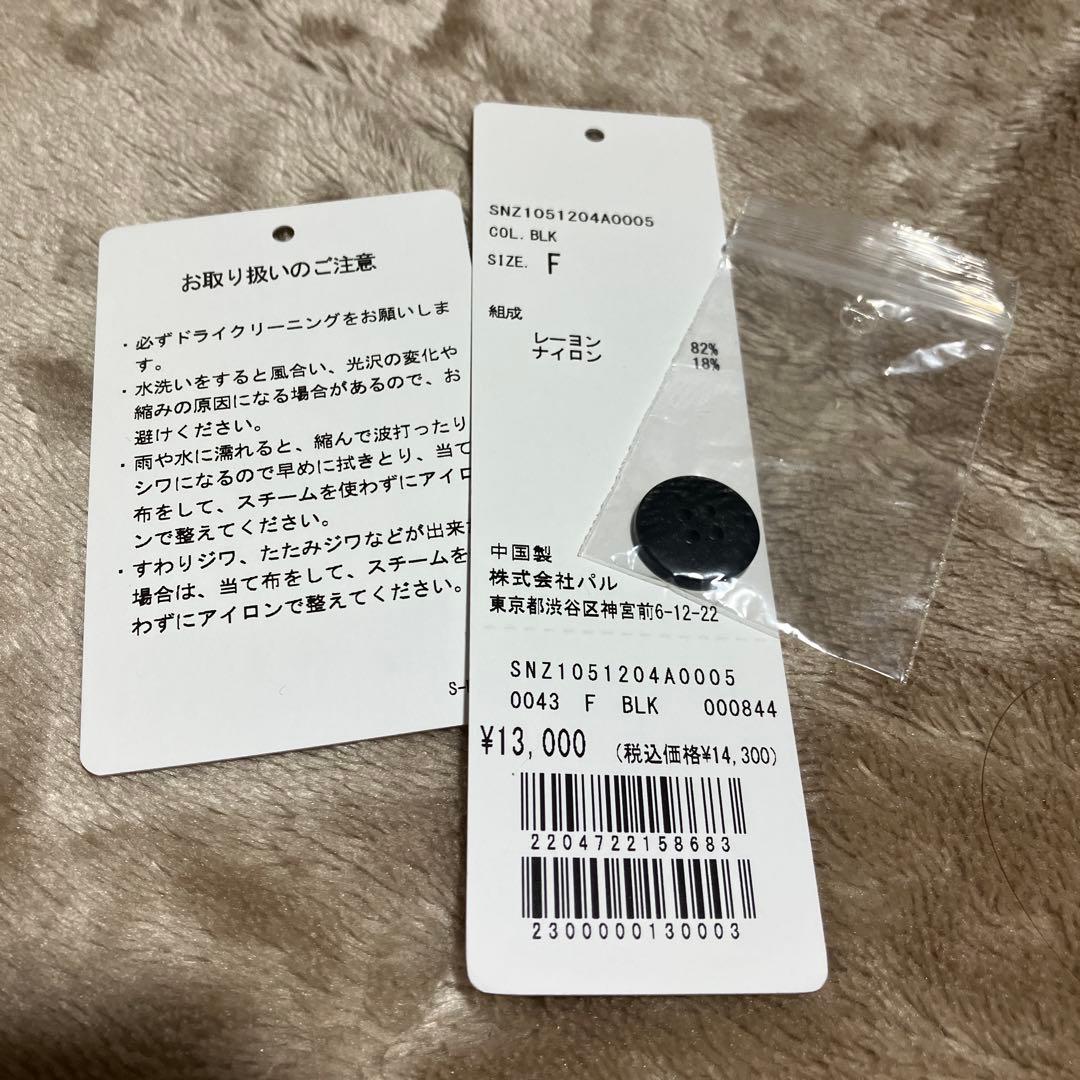 お取り扱いのご注意
・必ずドライクリーニングをお願いしま
す。
・水洗いをすると風合い、光沢の変化や
縮みの原因になる場合があるので、お
避けください。
・雨や水に濡れると、縮んで波打ったり
シワになるので早めに拭きとり、当て
布をして、スチームを使わずにアイロ
ンで整えてください。
・すわりジワ、たたみジワなどが出来
場合は、当て布をして、スチームを
わずにアイロンで整えてください。
SNZ1051204A0005
COL. BLK
SIZE. F
組成
レーヨン 82%
ナイロン 18%
中国製
株式会社パル
東京都渋谷区神宮前6-12-22
SNZ1051204A0005
0043 F BLK 000844
¥13,000 (税込価格¥14,300)
2204722158683
2300000130003